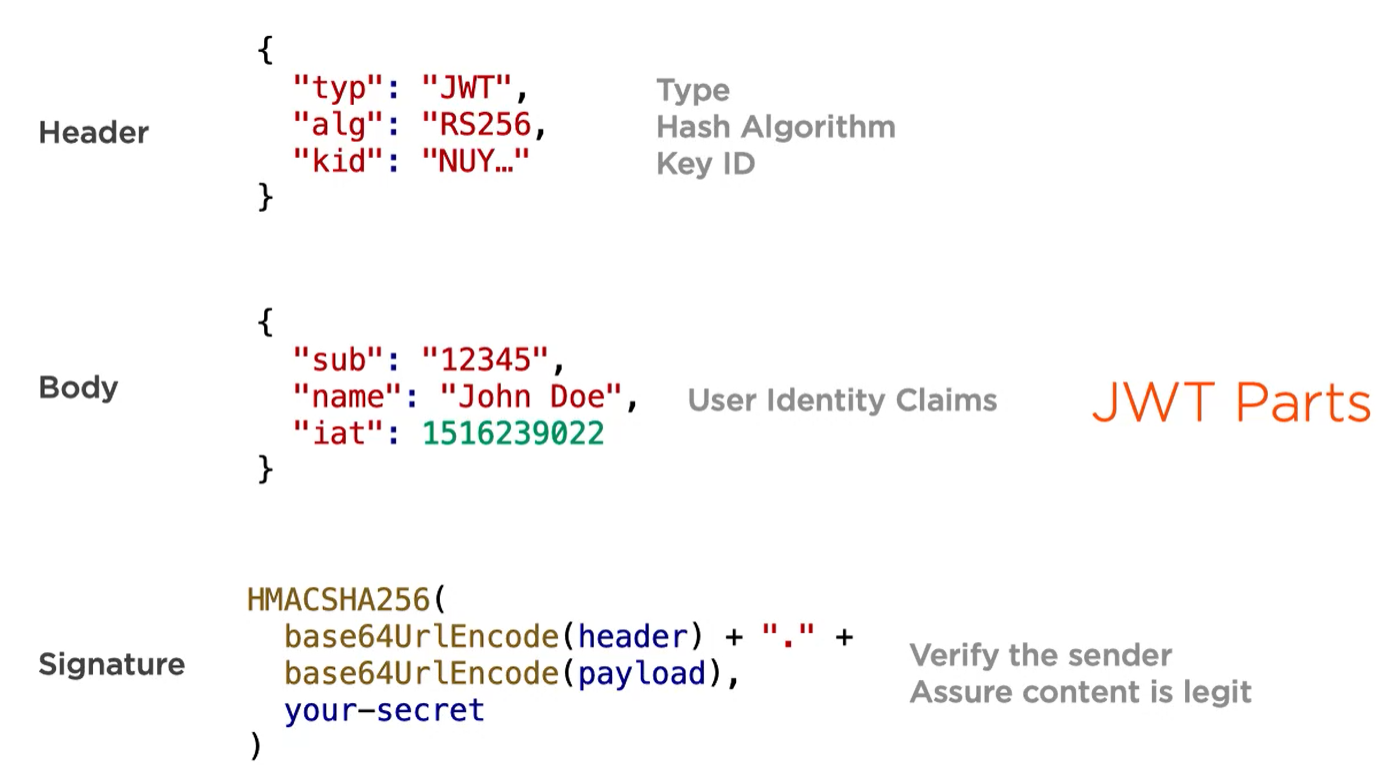 {
"typ": "JWT", Type
Header "alg": "RS256, Hash Algorithm
"kid": "NUY…" Key ID
}
{
"sub": "12345",
Body "name": "John Doe", User Identity Claims JWT Parts
"iat": 1516239022
}
HMACSHA256(
base64UrlEncode(header) + "." +
Signature base64UrlEncode(payload), Verify the sender
your-secret Assure content is legit
)